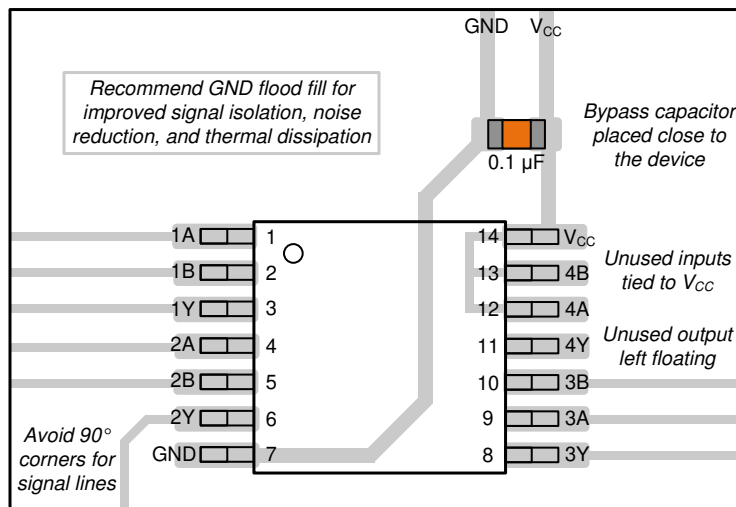 GND V_CC
Recommend GND flood fill for
improved signal isolation, noise
reduction, and thermal dissipation
Bypass capacitor
placed close to
the device
0.1 μF
1A 1 14 VCC
1B 2 13 4B
1Y 3 12 4A
2A 4 11 4Y
2B 5 10 3B
2Y 6 9 3A
GND 7 8 3Y
Unused inputs
tied to VCC
Unused output
left floating
Avoid 90°
corners for
signal lines